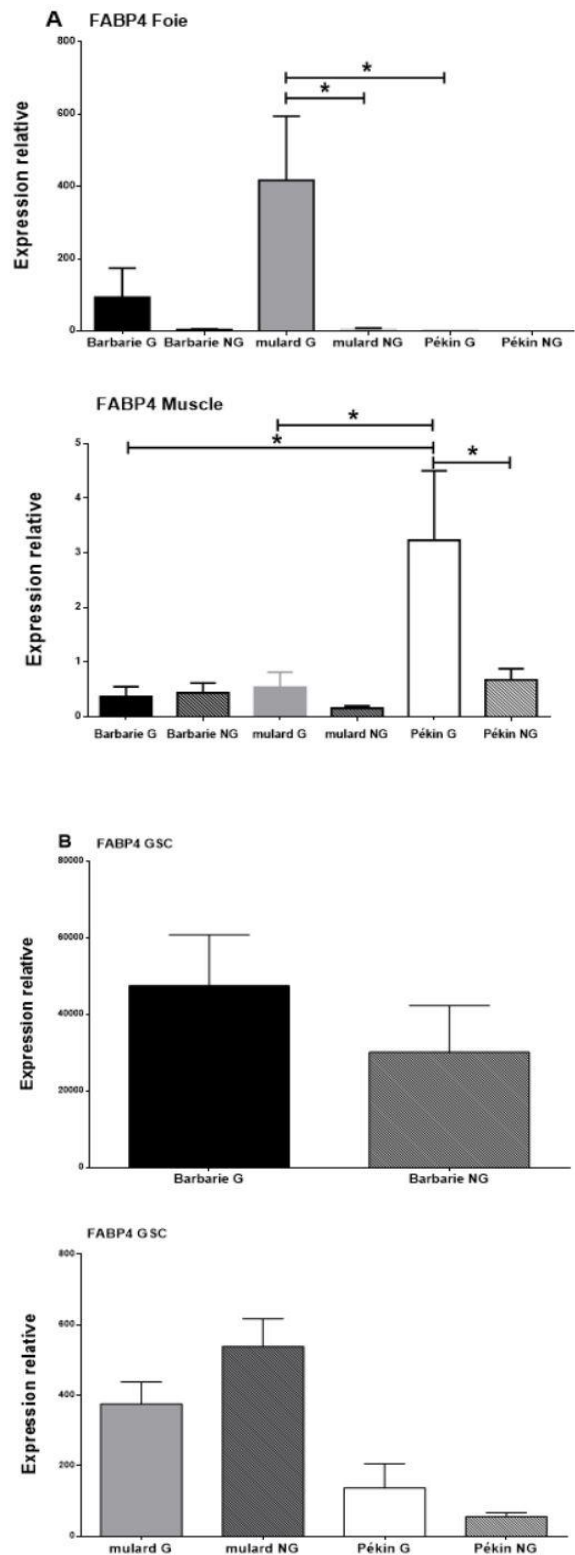 A FABP4 Foie
Expression relative
800
600
400
200
0
* 
*
Barbarie G Barbarie NG mulard G mulard NG Pékin G Pékin NG
FABP4 Muscle
Expression relative
5
4
3
2
1
0
*
*
*
Barbarie G Barbarie NG mulard G mulard NG Pékin G Pékin NG
B FABP4 GSC
Expression relative
80000
60000
40000
20000
0
Barbarie G Barbarie NG
FABP4 GSC
Expression relative
800
600
400
200
0
mulard G mulard NG Pékin G Pékin NG